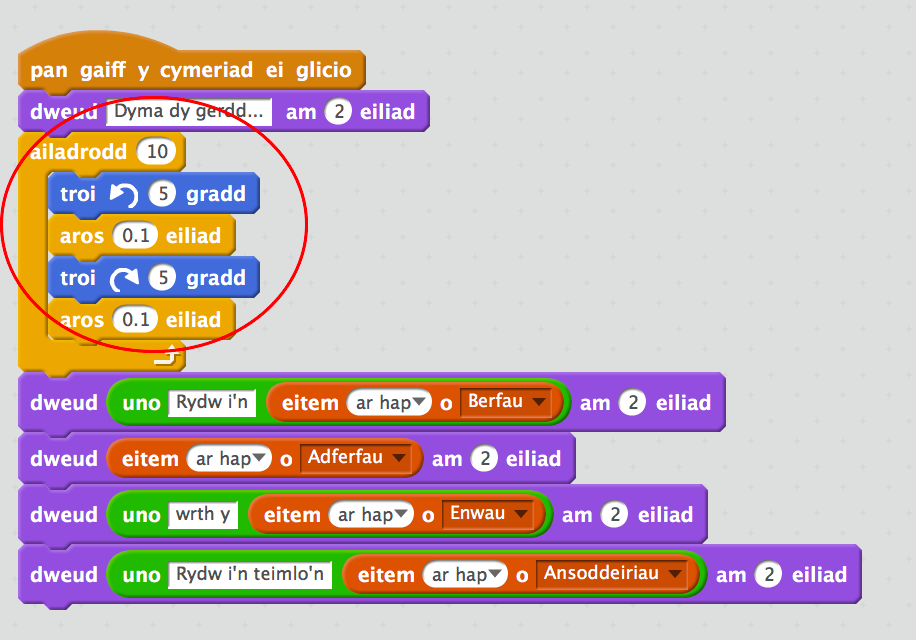 pan gaiff y cymeriad ei glicio
dweud Dyma dy gerdd... am 2 eiliad
ailadrodd 10
troi 5 gradd
aros 0.1 eiliad
troi 5 gradd
aros 0.1 eiliad
dweud uno Rydw i'n eitem ar hap o Berfau am 2 eiliad
dweud eitem ar hap o Adferfau am 2 eiliad
dweud uno wrth y eitem ar hap o Enwau am 2 eiliad
dweud uno Rydw i'n teimlo'n eitem ar hap o Ansoddeiriau am 2 eiliad